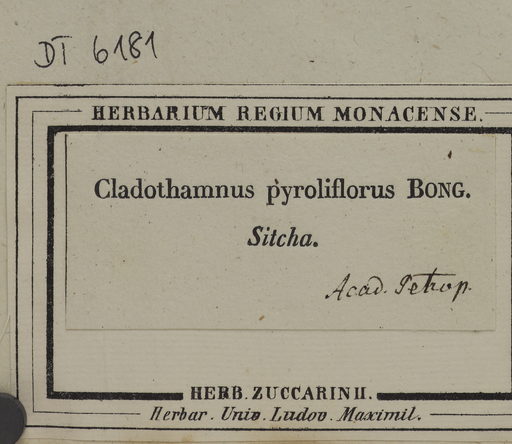 DT 6181
HERBARIUM REGIUM MONACENSE.
Cladothamnus pyroliflorus BONG.
Sitcha.
Acad. Petrop.
HERB. ZUCCARINII.
Herbar. Univ. Ludov. Maximil.